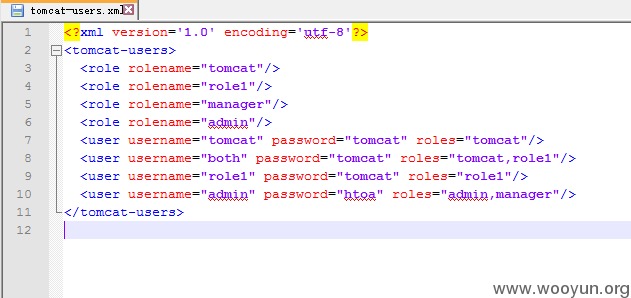 tomcat-users.xml
1 <?xml version='1.0' encoding='utf-8'?>
2 <tomcat-users>
3 <role rolename="tomcat"/>
4 <role rolename="role1"/>
5 <role rolename="manager"/>
6 <role rolename="admin"/>
7 <user username="tomcat" password="tomcat" roles="tomcat"/>
8 <user username="both" password="tomcat" roles="tomcat,role1"/>
9 <user username="role1" password="tomcat" roles="role1"/>
10 <user username="admin" password="htoa" roles="admin,manager"/>
11 </tomcat-users>
12
www.wooyun.org